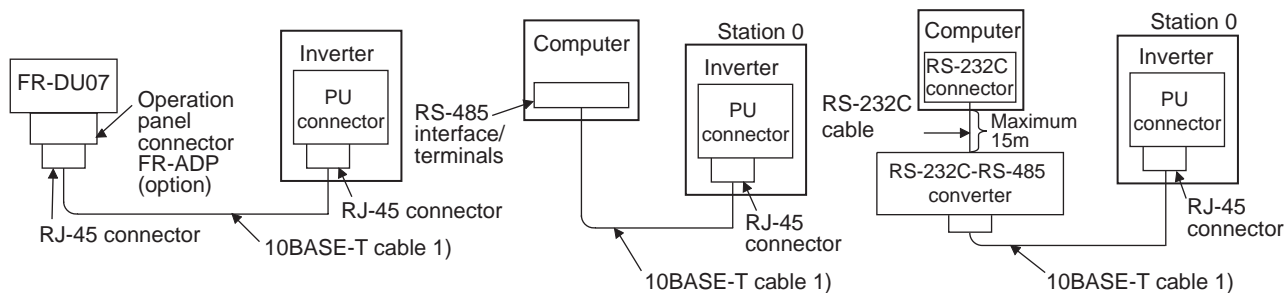 FR-DU07
Operation
panel
connector
FR-ADP
(option)
RJ-45 connector
Inverter
PU
connector
RJ-45 connector
10BASE-T cable 1)
Computer
RS-485
interface/
terminals
Station 0
Inverter
PU
connector
RJ-45
connector
10BASE-T cable 1)
Computer
RS-232C
connector
RS-232C
cable
Maximum
15m
RS-232C-RS-485
converter
Station 0
Inverter
PU
connector
RJ-45
connector
10BASE-T cable 1)